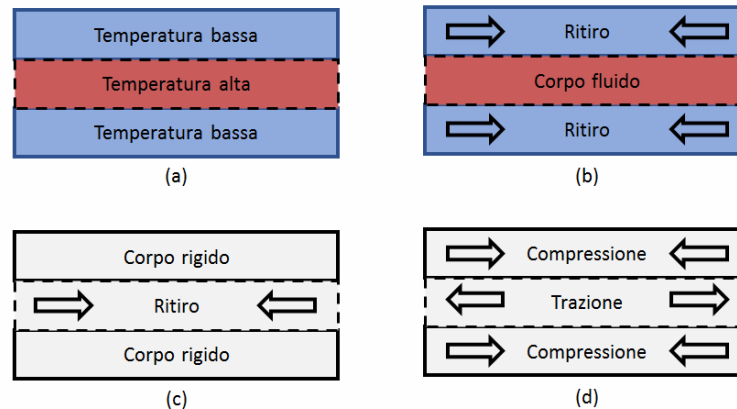 Temperatura bassa
Temperatura alta
Temperatura bassa
(a)
Ritiro
Corpo fluido
Ritiro
(b)
Corpo rigido
Ritiro
Corpo rigido
(c)
Compressione
Trazione
Compressione
(d)